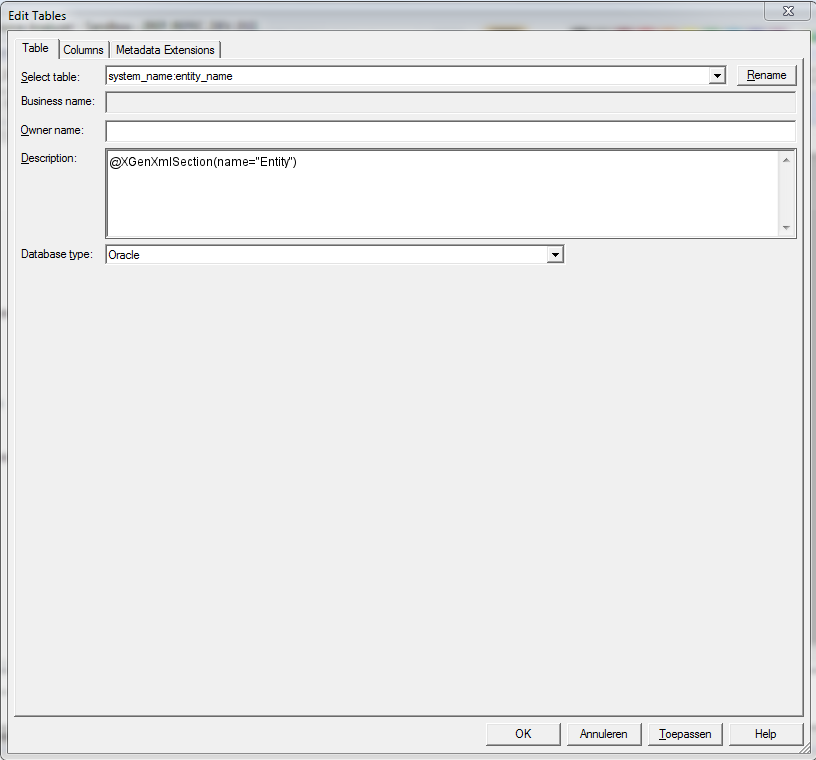 Edit Tables
Table Columns Metadata Extensions
Select table: system_name:entity_name Rename
Business name:
Owner name:
Description: @XGenXmlSection(name="Entity")
Database type: Oracle
OK Annuleren Toepassen Help